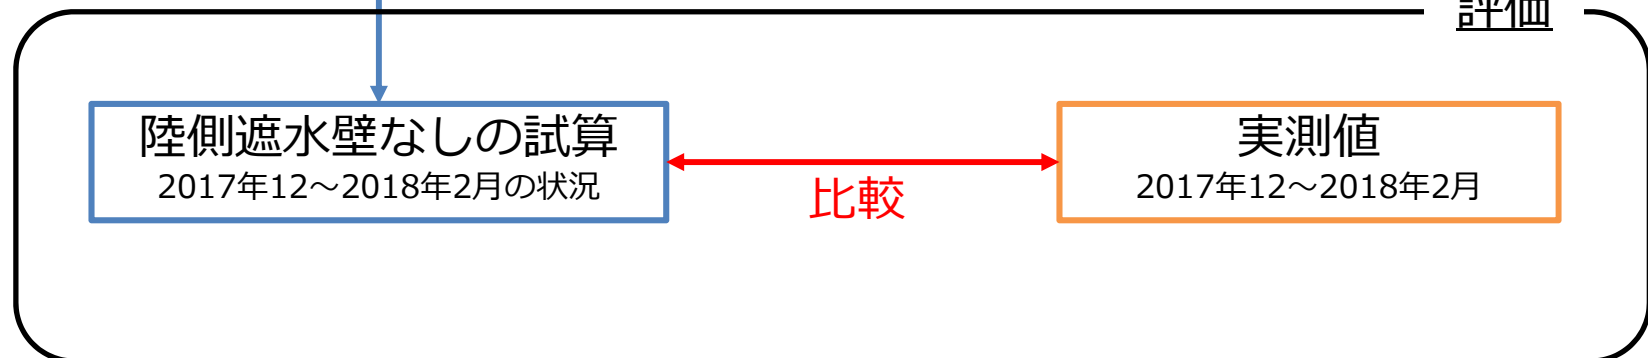 評価
陸側遮水壁なしの試算
2017年12～2018年2月の状況
比較
実測値
2017年12～2018年2月